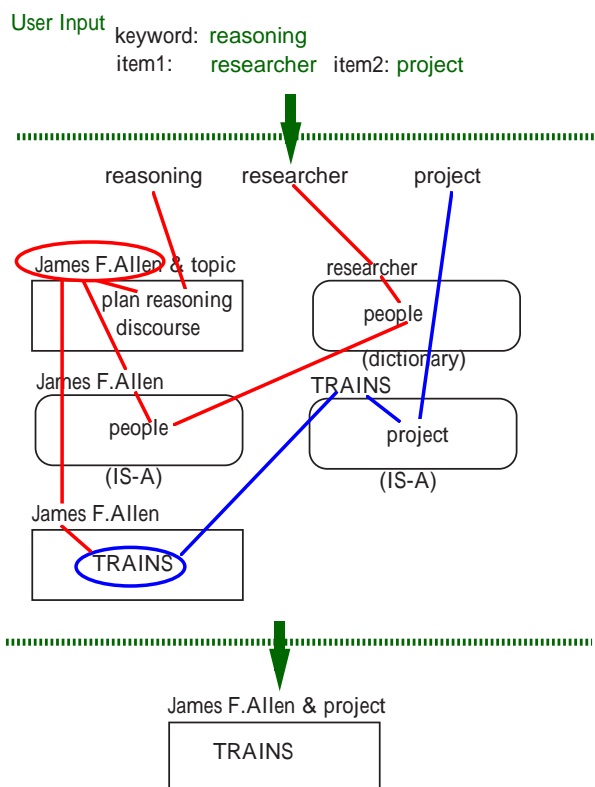 User Input
keyword: reasoning
item1: researcher item2: project
reasoning researcher project
James F.Allen & topic
plan reasoning
discourse
researcher
people
(dictionary)
James F.Allen
people
(IS-A)
TRAINS
project
(IS-A)
James F.Allen
TRAINS
James F.Allen & project
TRAINS